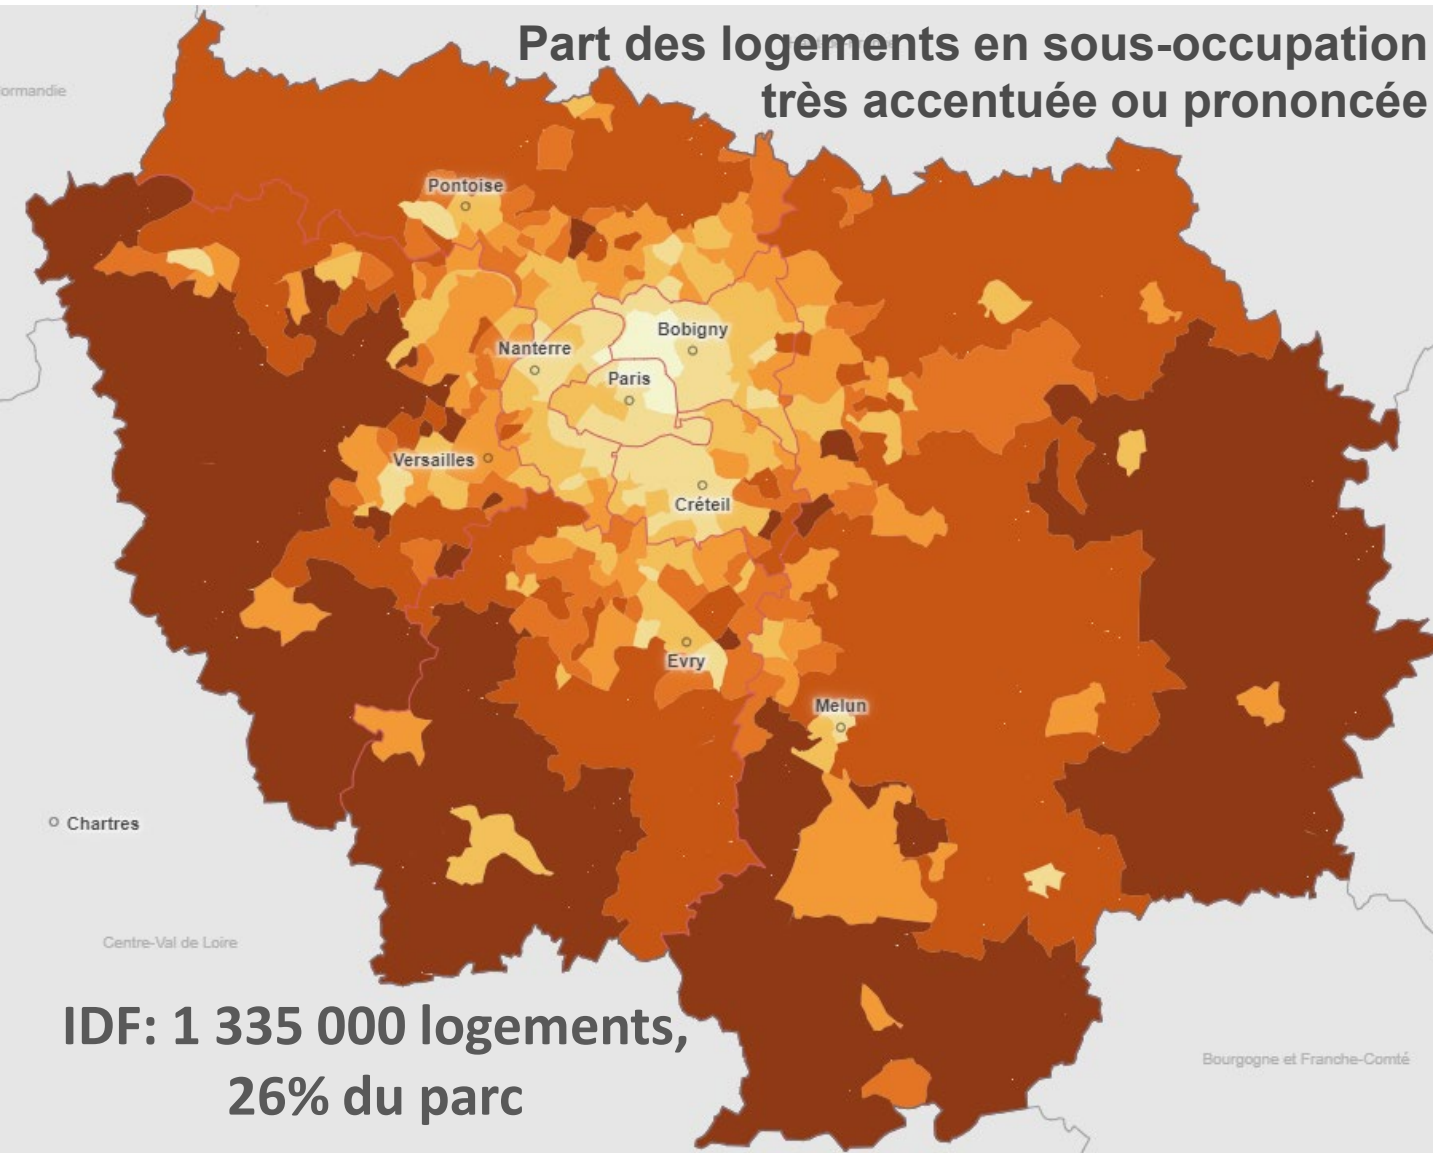 Part des logements en sous-occupation
très accentuée ou prononcée
ormandie
Pontoise
Bobigny
Nanterre
Paris
Versailles
Créteil
Evry
Melun
Chartres
Centre-Val de Loire
IDF: 1 335 000 logements,
26% du parc
Bourgogne et Franche-Comté